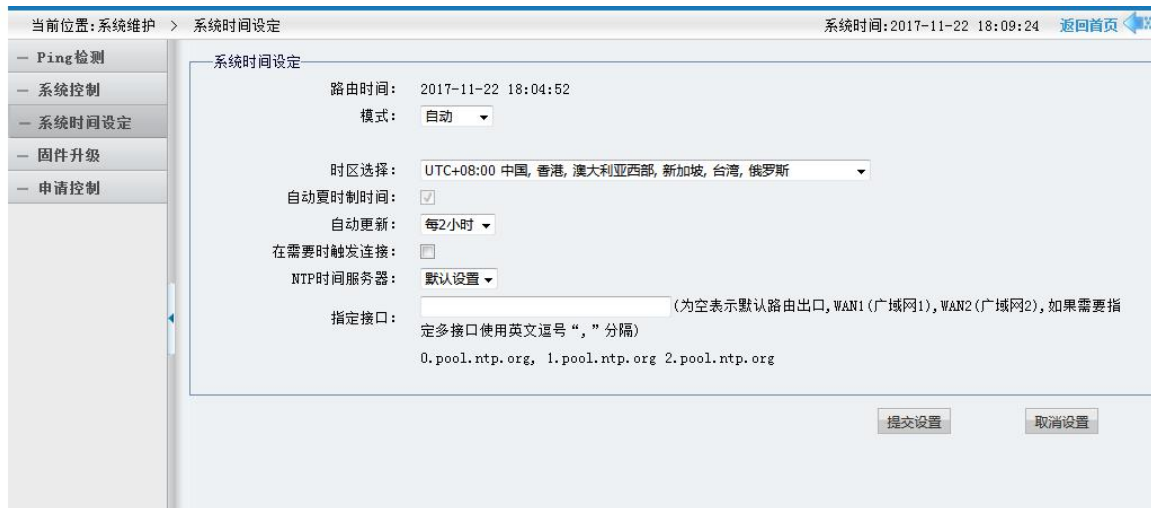 当前位置:系统维护 > 系统时间设定 系统时间:2017-11-22 18:09:24 返回首页
— Ping检测
— 系统控制
— 系统时间设定
— 固件升级
— 申请控制
系统时间设定
路由时间: 2017-11-22 18:04:52
模式: 自动
时区选择: UTC+08:00 中国, 香港, 澳大利亚西部, 新加坡, 台湾, 俄罗斯
自动夏时制时间:
自动更新: 每2小时
在需要时触发连接:
NTP时间服务器: 默认设置
指定接口: (为空表示默认路由出口,WAN1(广域网1),WAN2(广域网2),如果需要指
定多接口使用英文逗号“,”分隔)
0.pool.ntp.org, 1.pool.ntp.org 2.pool.ntp.org
提交设置 取消设置